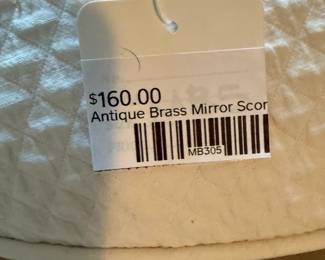 $160.00
Antique Brass Mirror Scor
MB305